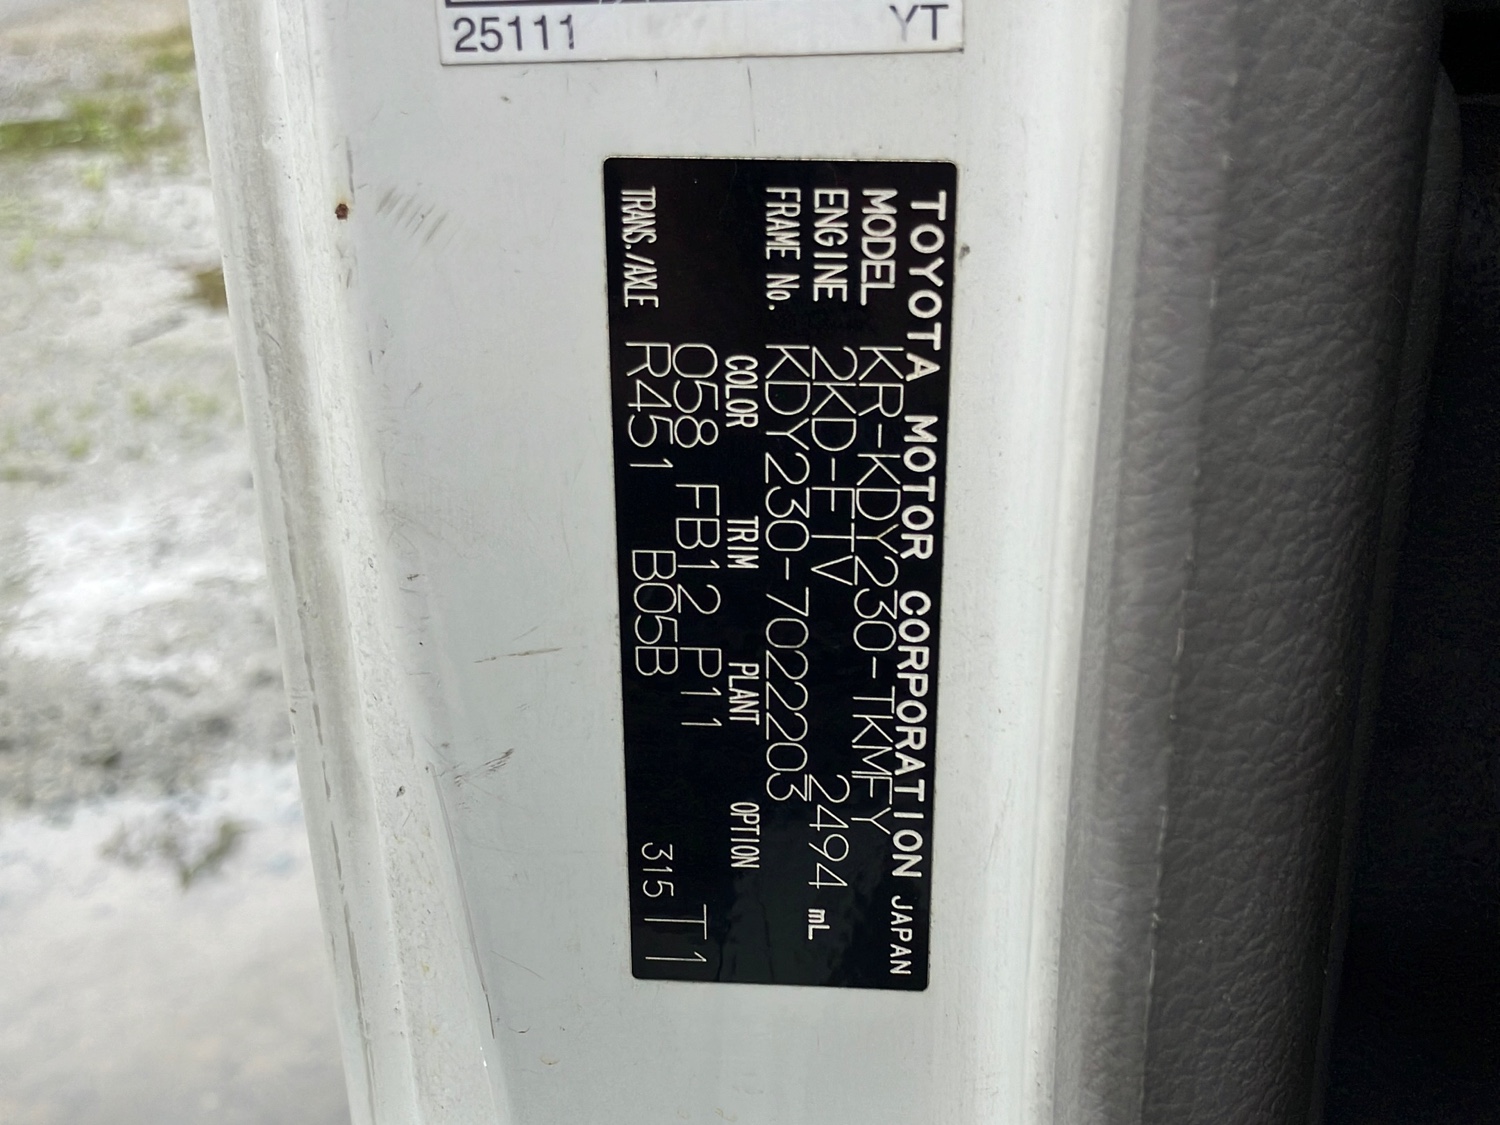 25111 YT
TOYOTA MOTOR CORPORATION JAPAN
MODEL KR-KDY230-TKMFY
ENGINE 2KD-FTV 2494 mL
FRAME No. KDY230-7022203
COLOR TRIM PLANT OPTION
058 FB12 P11 T1
TRANS./AXLE R451 B05B 315